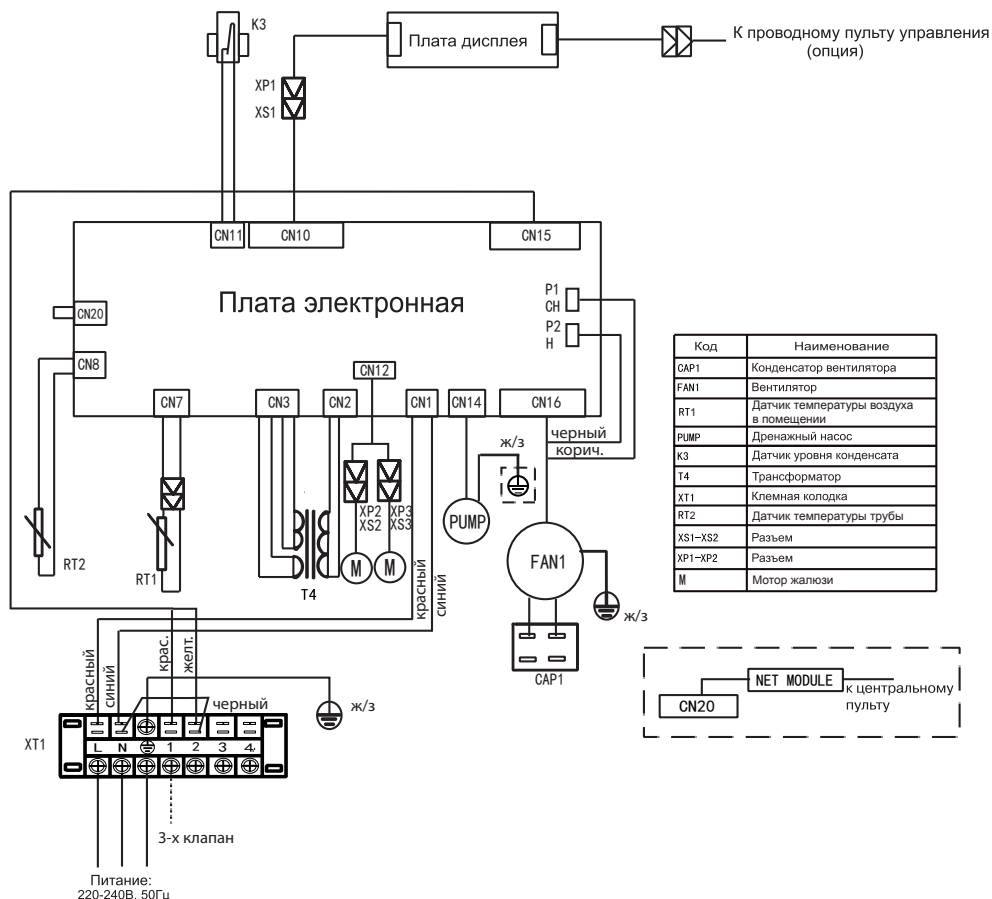 K3
Плата дисплея
К проводному пульту управления
(опция)
XP1
XS1
CN11
CN10
CN15
Плата электронная
P1
CH
P2
H
CN20
CN8
CN12
CN7
CN3
CN2
CN1
CN14
CN16
черный
корич.
ж/з
XP2
XS2
XP3
XS3
PUMP
M
M
RT2
RT1
T4
FAN1
ж/з
CAP1
красный
синий
красный
синий
крас.
желт.
черный
ж/з
XT1
L N 1 2 3 4
3-х клапан
Питание:
220-240В, 50Гц
Код Наименование
CAP1 Конденсатор вентилятора
FAN1 Вентилятор
RT1 Датчик температуры воздуха
в помещении
PUMP Дренажный насос
K3 Датчик уровня конденсата
T4 Трансформатор
XT1 Клемная колодка
RT2 Датчик температуры трубы
XS1-XS2 Разъем
XP1-XP2 Разъем
M Мотор жалюзи
NET MODULE
CN20
к центральному
пульту